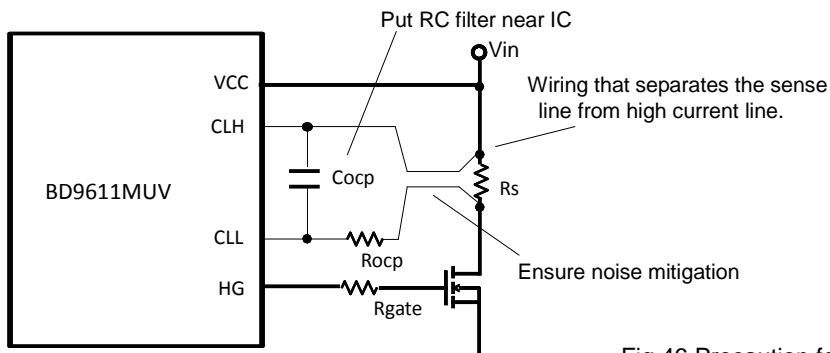 Put RC filter near IC
Vin
VCC
Wiring that separates the sense
line from high current line.
CLH
Cocp
Rs
BD9611MUV
CLL
Rocp
Ensure noise mitigation
HG
Rgate